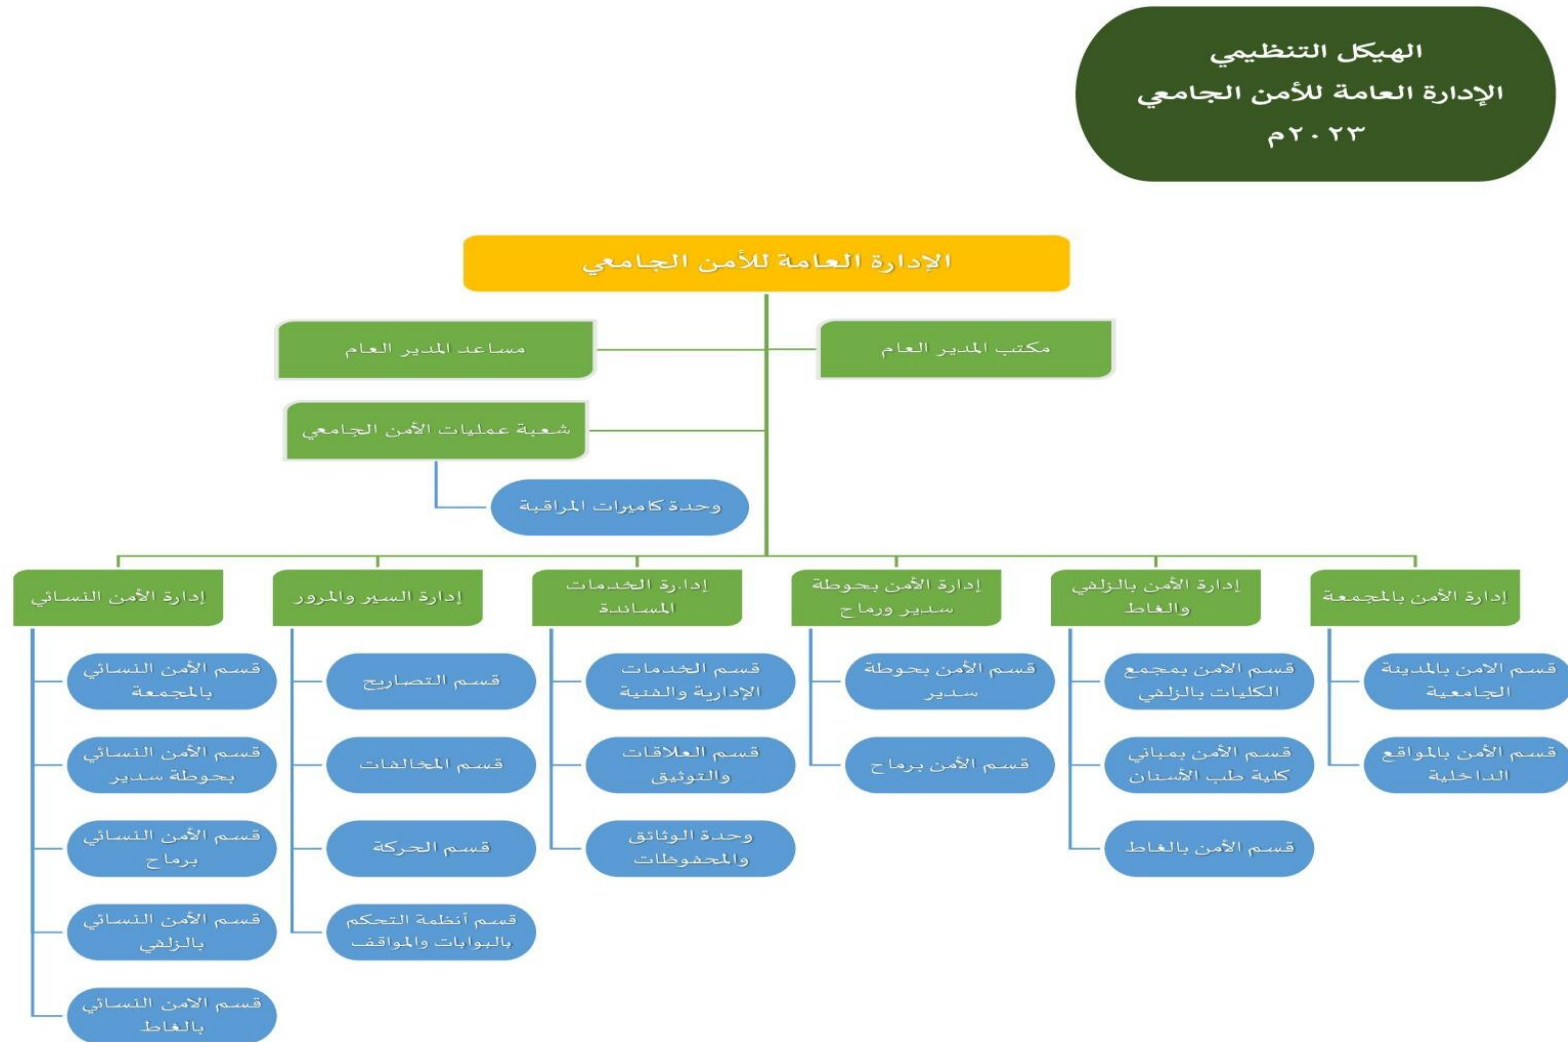 الهيكل التنظيمي
الإدارة العامة للأمن الجامعي
٢٠٢٣م
الإدارة العامة للأمن الجامعي
مكتب المدير العام
مساعد المدير العام
شعبة عمليات الأمن الجامعي
وحدة كاميرات المراقبة
إدارة الأمن بالمجمعة
قسم الامن بالمدينة
الجامعية
قسم الأمن بالمواقع
الداخلية
إدارة الأمن بالزلفي
والغاط
قسم الامن بمجمع
الكليات بالزلفي
قسم الأمن بمباني
كلية طب الأسنان
قسم الأمن بالغاط
إدارة الأمن بحوطة
سدير ورماح
قسم الأمن بحوطة
سدير
قسم الأمن برماح
إدارة الخدمات
المساندة
قسم الخدمات
الإدارية والفنية
قسم العلاقات
والتوثيق
وحدة الوثائق
والمحفوظات
إدارة السير والمرور
قسم التصاريح
قسم المخالفات
قسم الحركة
قسم أنظمة التحكم
بالبوابات والمواقف
إدارة الأمن النسائي
قسم الأمن النسائي
بالمجمعة
قسم الأمن النسائي
بحوطة سدير
قسم الأمن النسائي
برماح
قسم الأمن النسائي
بالزلفي
قسم الامن النسائي
بالغاط